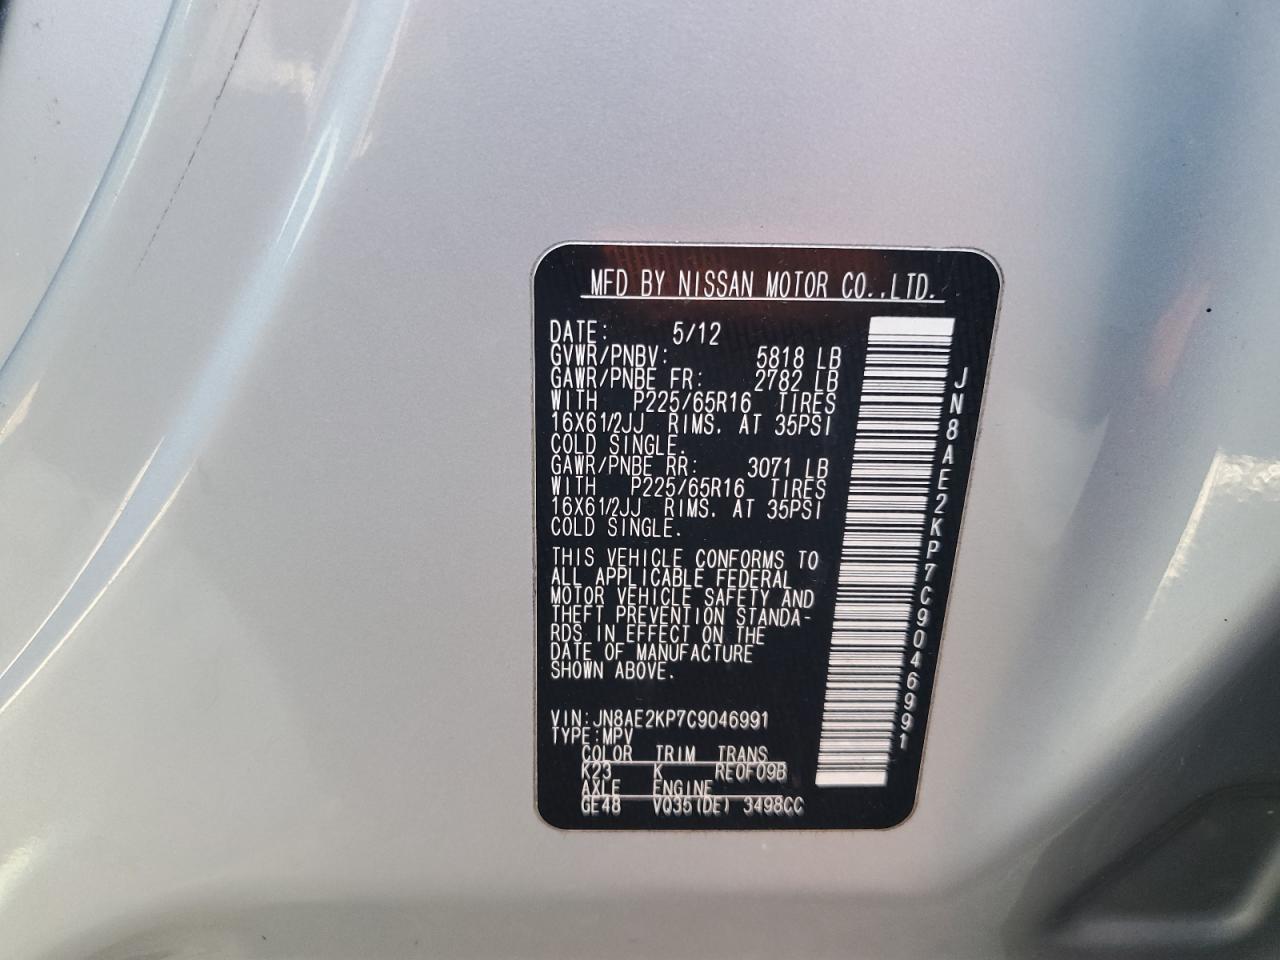 MFD BY NISSAN MOTOR CO.,LTD.
DATE: 5/12
GVWR/PNBV: 5818 LB
GAWR/PNBE FR: 2782 LB
WITH P225/65R16 TIRES
16X61/2JJ RIMS. AT 35PSI
COLD SINGLE.
GAWR/PNBE RR: 3071 LB
WITH P225/65R16 TIRES
16X61/2JJ RIMS. AT 35PSI
COLD SINGLE.
THIS VEHICLE CONFORMS TO
ALL APPLICABLE FEDERAL
MOTOR VEHICLE SAFETY AND
THEFT PREVENTION STANDA-
RDS IN EFFECT ON THE
DATE OF MANUFACTURE
SHOWN ABOVE.
VIN:JN8AE2KP7C9046991
TYPE:MPV
COLOR TRIM TRANS
K23 K RE0F09B
AXLE ENGINE
GE48 VQ35(DE) 3498CC
JN8AE2KP7C9046991